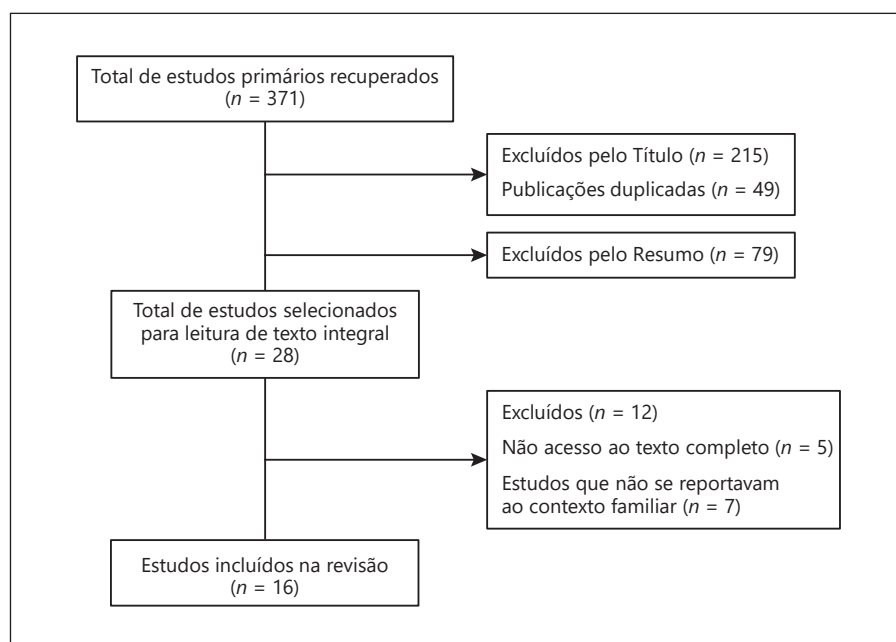 Total de estudos primários recuperados
(n = 371)
Excluídos pelo Título (n = 215)
Publicações duplicadas (n = 49)
Excluídos pelo Resumo (n = 79)
Total de estudos selecionados
para leitura de texto integral
(n = 28)
Excluídos (n = 12)
Não acesso ao texto completo (n = 5)
Estudos que não se reportavam
ao contexto familiar (n = 7)
Estudos incluídos na revisão
(n = 16)